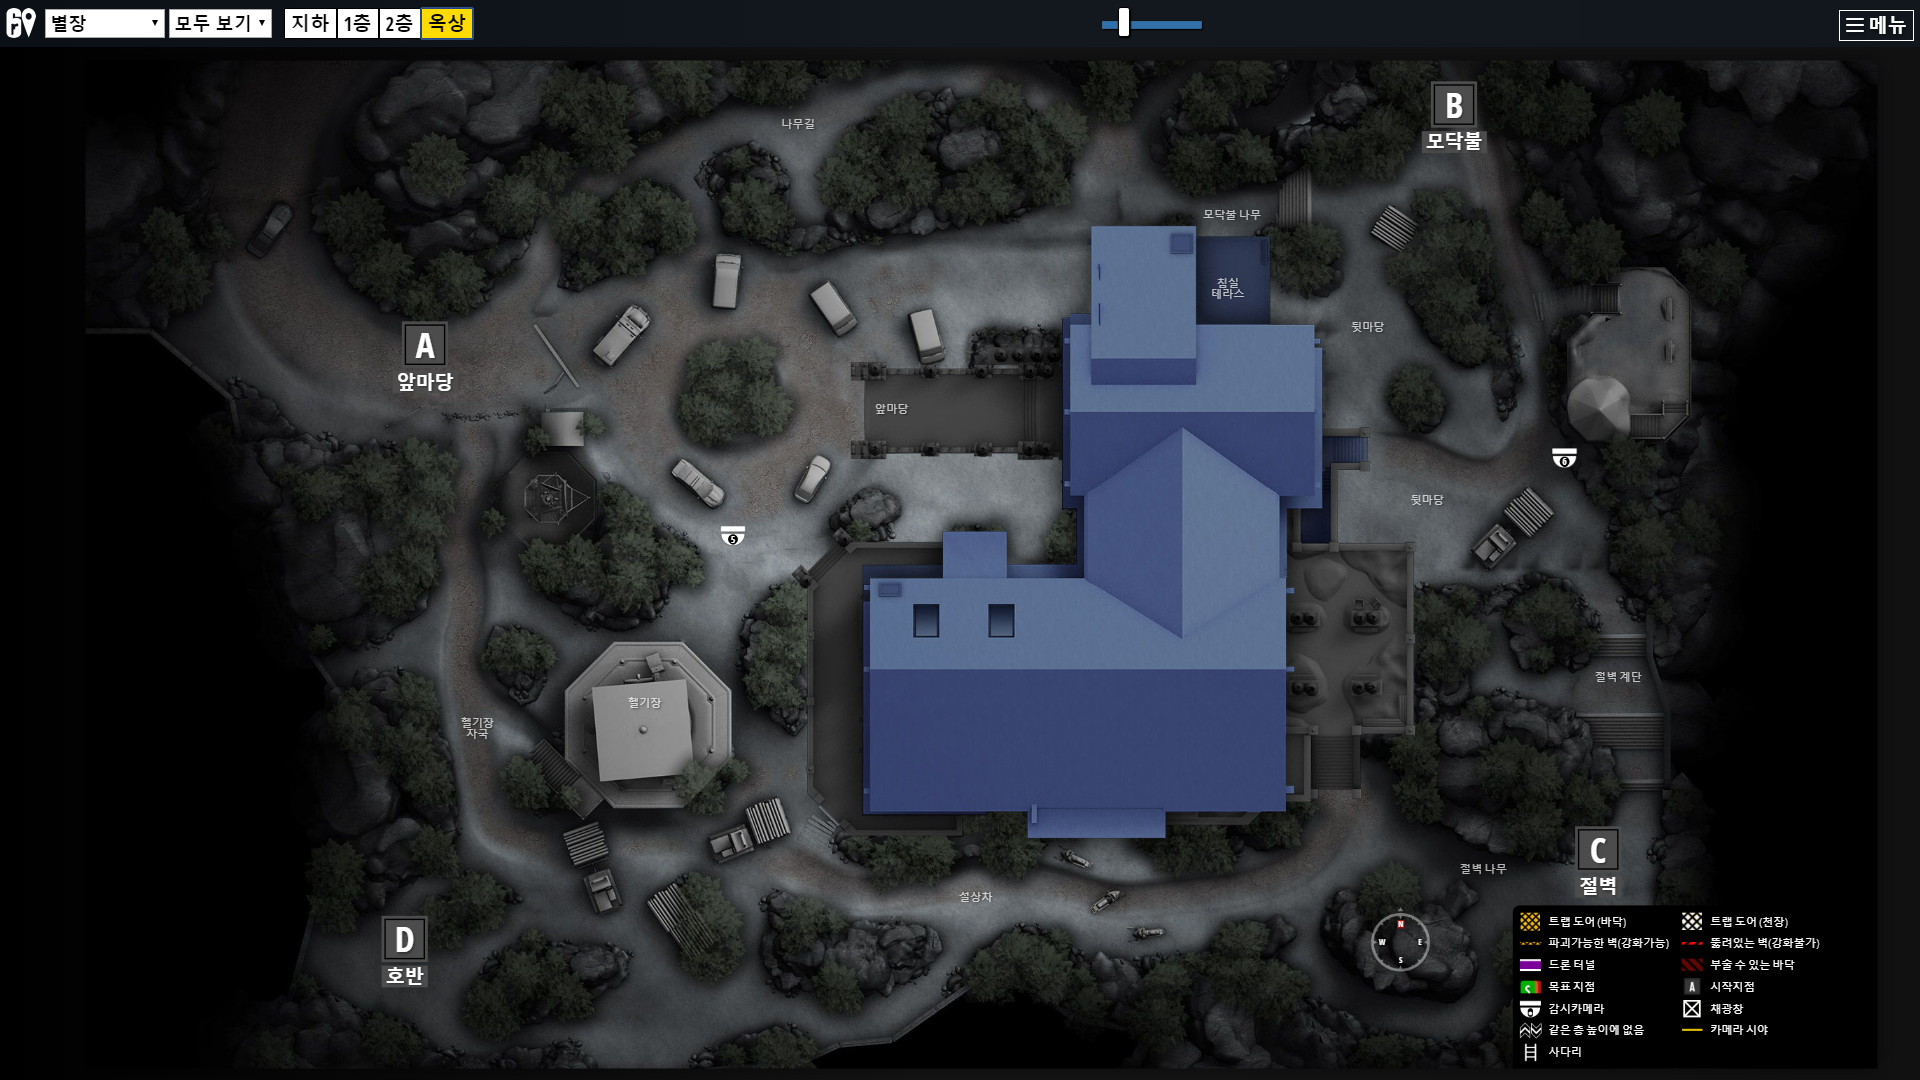 별장
모두 보기
지하
1층
2층
옥상
메뉴
나무길
B
모닥불
모닥불 나무
침실
테라스
뒷마당
A
앞마당
앞마당
6
뒷마당
5
절벽 계단
헬기장
헬기장
자국
C
절벽
절벽 나무
설상차
D
호반
N
W
E
S
트랩 도어 (바닥)
트랩 도어 (천장)
파괴가능한 벽(강화가능)
뚫려있는 벽(강화불가)
드론 터널
부술 수 있는 바닥
목표 지점
A
시작지점
감시카메라
채광창
같은 층 높이에 없음
카메라 시야
사다리